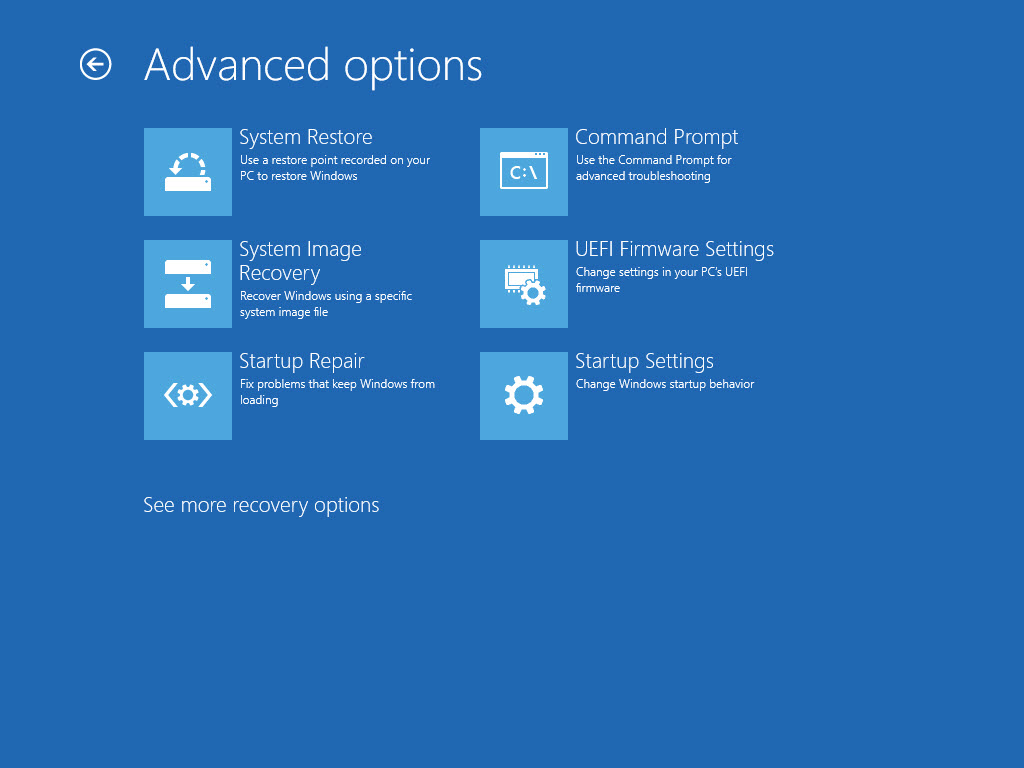 Advanced options
System Restore
Use a restore point recorded on your
PC to restore Windows
System Image
Recovery
Recover Windows using a specific
system image file
Startup Repair
Fix problems that keep Windows from
loading
C:\
Command Prompt
Use the Command Prompt for
advanced troubleshooting
UEFI Firmware Settings
Change settings in your PC's UEFI
firmware
Startup Settings
Change Windows startup behavior
See more recovery options